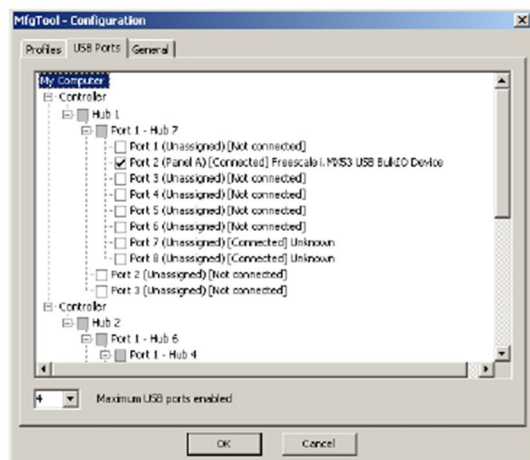 MfgTool - Configuration
Profiles USB Ports General
My Computer
Controller
Hub 1
Port 1 - Hub 7
Port 1 (Unassigned) [Not connected]
Port 2 (Panel A) [Connected] Freescale i.MX53 USB BulkIO Device
Port 3 (Unassigned) [Not connected]
Port 4 (Unassigned) [Not connected]
Port 5 (Unassigned) [Not connected]
Port 6 (Unassigned) [Not connected]
Port 7 (Unassigned) [Connected] Unknown
Port 8 (Unassigned) [Connected] Unknown
Port 2 (Unassigned) [Not connected]
Port 3 (Unassigned) [Not connected]
Controller
Hub 2
Port 1 - Hub 6
Port 1 - Hub 4
4 Maximum USB ports enabled
OK Cancel